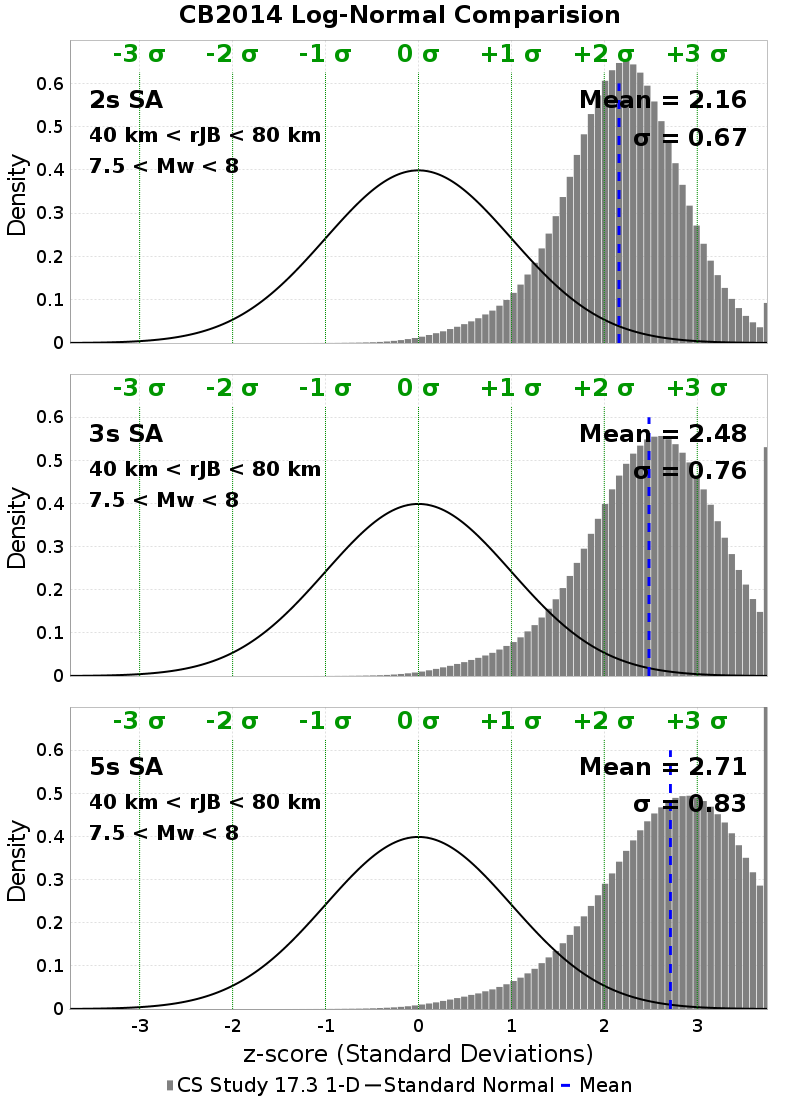 CB2014 Log-Normal Comparision
-3 σ -2 σ -1 σ 0 σ +1 σ +2 σ +3 σ
0.6
2s SA
Mean = 2.16
0.5
40 km < rJB < 80 km
σ = 0.67
0.4
7.5 < Mw < 8
0.3
0.2
0.1
0
Density
-3 σ -2 σ -1 σ 0 σ +1 σ +2 σ +3 σ
0.6
3s SA
Mean = 2.48
0.5
40 km < rJB < 80 km
σ = 0.76
0.4
7.5 < Mw < 8
0.3
0.2
0.1
0
Density
-3 σ -2 σ -1 σ 0 σ +1 σ +2 σ +3 σ
0.6
5s SA
Mean = 2.71
0.5
40 km < rJB < 80 km
σ = 0.83
0.4
7.5 < Mw < 8
0.3
0.2
0.1
0
Density
-3 -2 -1 0 1 2 3
z-score (Standard Deviations)
CS Study 17.3 1-D Standard Normal Mean